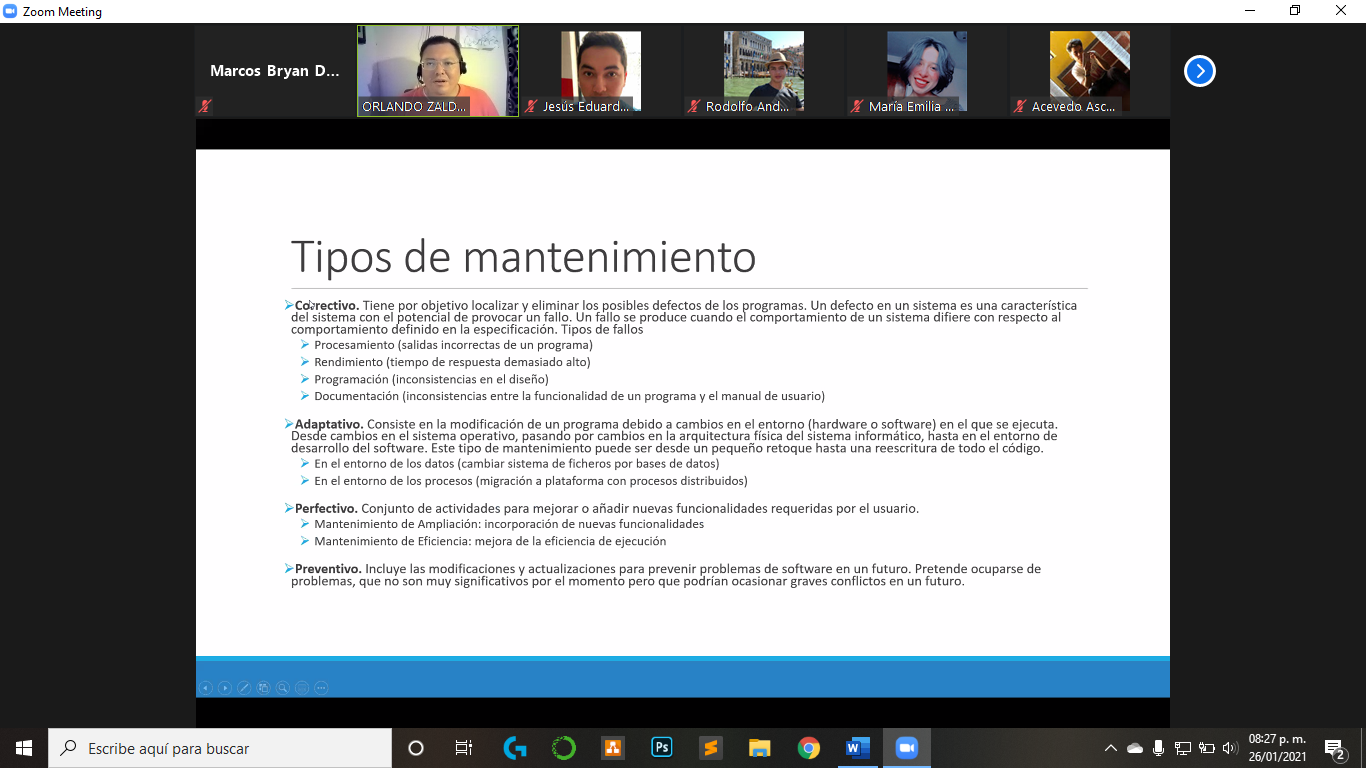 Zoom Meeting
Marcos Bryan D...
ORLANDO ZALD...
Jesús Eduard...
Rodolfo And...
María Emilia ...
Acevedo Asc...
Tipos de mantenimiento
Correctivo. Tiene por objetivo localizar y eliminar los posibles defectos de los programas. Un defecto en un sistema es una característica
del sistema con el potencial de provocar un fallo. Un fallo se produce cuando el comportamiento de un sistema difiere con respecto al
comportamiento definido en la especificación. Tipos de fallos
Procesamiento (salidas incorrectas de un programa)
Rendimiento (tiempo de respuesta demasiado alto)
Programación (inconsistencias en el diseño)
Documentación (inconsistencias entre la funcionalidad de un programa y el manual de usuario)
Adaptativo. Consiste en la modificación de un programa debido a cambios en el entorno (hardware o software) en el que se ejecuta.
Desde cambios en el sistema operativo, pasando por cambios en la arquitectura física del sistema informático, hasta en el entorno de
desarrollo del software. Este tipo de mantenimiento puede ser desde un pequeño retoque hasta una reescritura de todo el código.
En el entorno de los datos (cambiar sistema de ficheros por bases de datos)
En el entorno de los procesos (migración a plataforma con procesos distribuidos)
Perfectivo. Conjunto de actividades para mejorar o añadir nuevas funcionalidades requeridas por el usuario.
Mantenimiento de Ampliación: incorporación de nuevas funcionalidades
Mantenimiento de Eficiencia: mejora de la eficiencia de ejecución
Preventivo. Incluye las modificaciones y actualizaciones para prevenir problemas de software en un futuro. Pretende ocuparse de
problemas, que no son muy significativos por el momento pero que podrían ocasionar graves conflictos en un futuro.
Escribe aquí para buscar
Ps
W
08:27 p. m.
26/01/2021
2